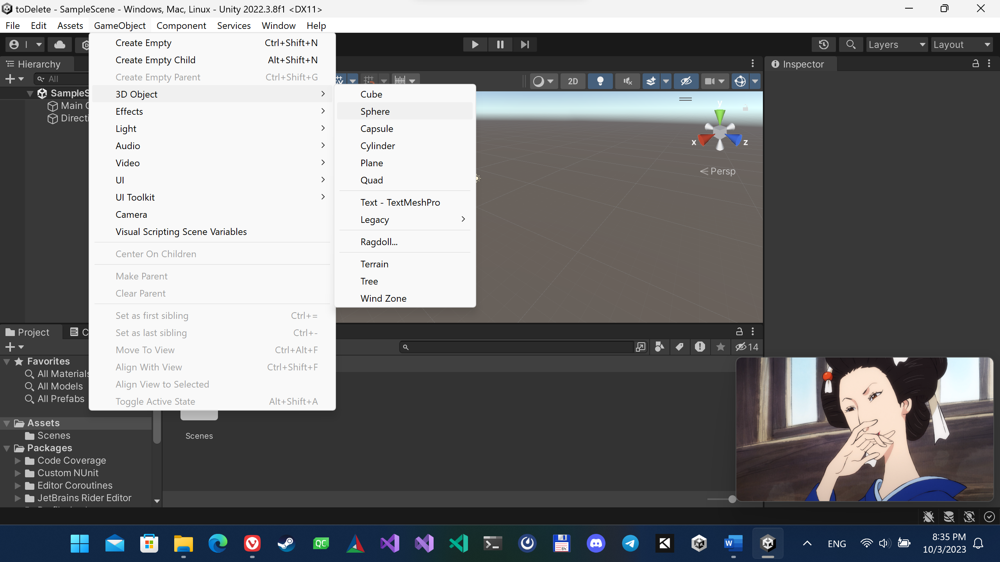 toDelete - SampleScene - Windows, Mac, Linux - Unity 2022.3.8f1 <DX11>
File Edit Assets GameObject Component Services Window Help
Layers Layout
Hierarchy
All
SampleS
Main C
Directi
Create Empty Ctrl+Shift+N
Create Empty Child Alt+Shift+N
Create Empty Parent Ctrl+Shift+G
3D Object
Effects
Light
Audio
Video
UI
UI Toolkit
Camera
Visual Scripting Scene Variables
Center On Children
Make Parent
Clear Parent
Set as first sibling Ctrl+=
Set as last sibling Ctrl+-
Move To View Ctrl+Alt+F
Align With View Ctrl+Shift+F
Align View to Selected
Toggle Active State Alt+Shift+A
Cube
Sphere
Capsule
Cylinder
Plane
Quad
Text - TextMeshPro
Legacy
Ragdoll...
Terrain
Tree
Wind Zone
2D
y
x z
Persp
Inspector
Project C
14
Favorites
All Materials
All Models
All Prefabs
Assets
Scenes
Packages
Code Coverage
Custom NUnit
Editor Coroutines
JetBrains Rider Editor
Scenes
QC
64
W
ENG
8:35 PM
10/3/2023